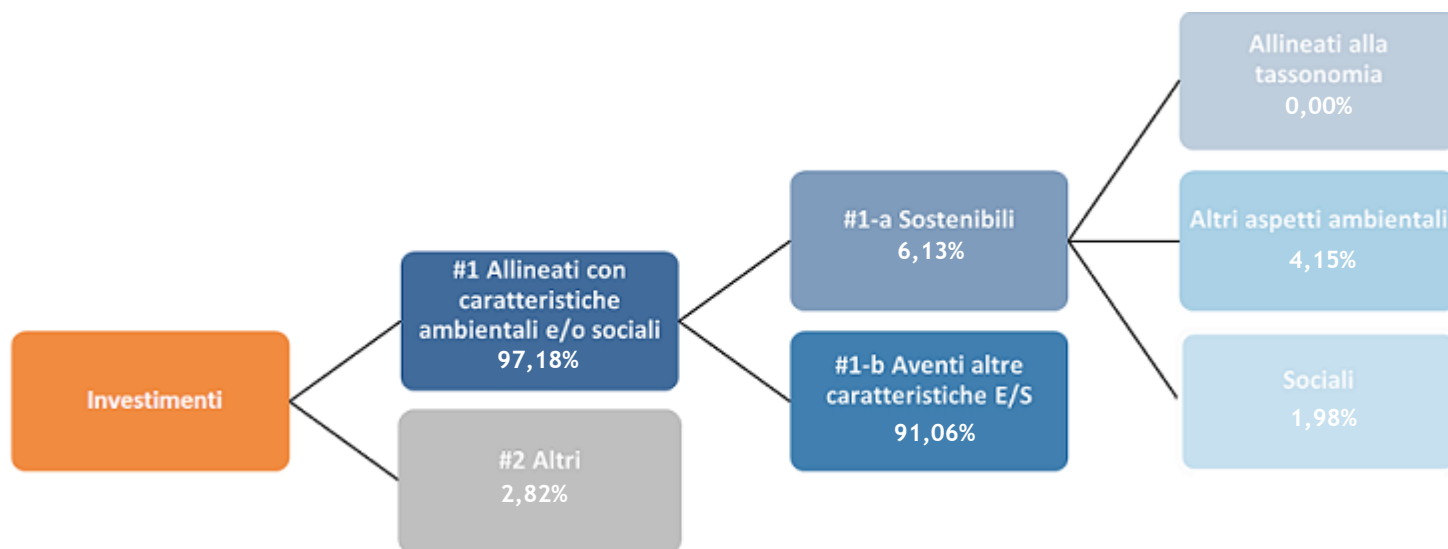 Investimenti
#1 Allineati con
caratteristiche
ambientali e/o sociali
97,18%
#2 Altri
2,82%
#1-a Sostenibili
6,13%
#1-b Aventi altre
caratteristiche E/S
91,06%
Allineati alla
tassonomia
0,00%
Altri aspetti ambientali
4,15%
Sociali
1,98%